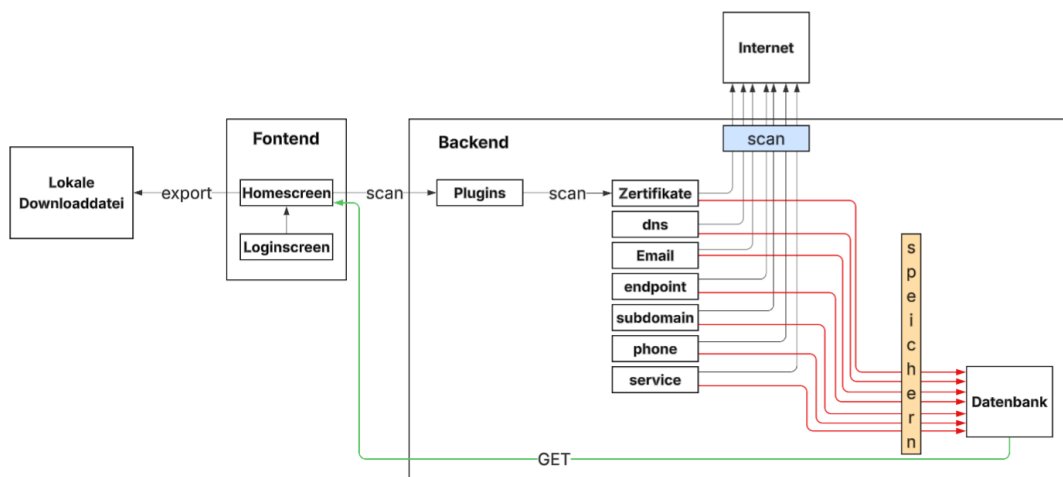 Internet
scan
Fontend
Backend
Lokale
Downloaddatei
export
Homescreen
scan
Plugins
scan
Zertifikate
Loginscreen
dns
Email
endpoint
subdomain
phone
service
s
p
e
i
c
h
e
r
n
Datenbank
GET